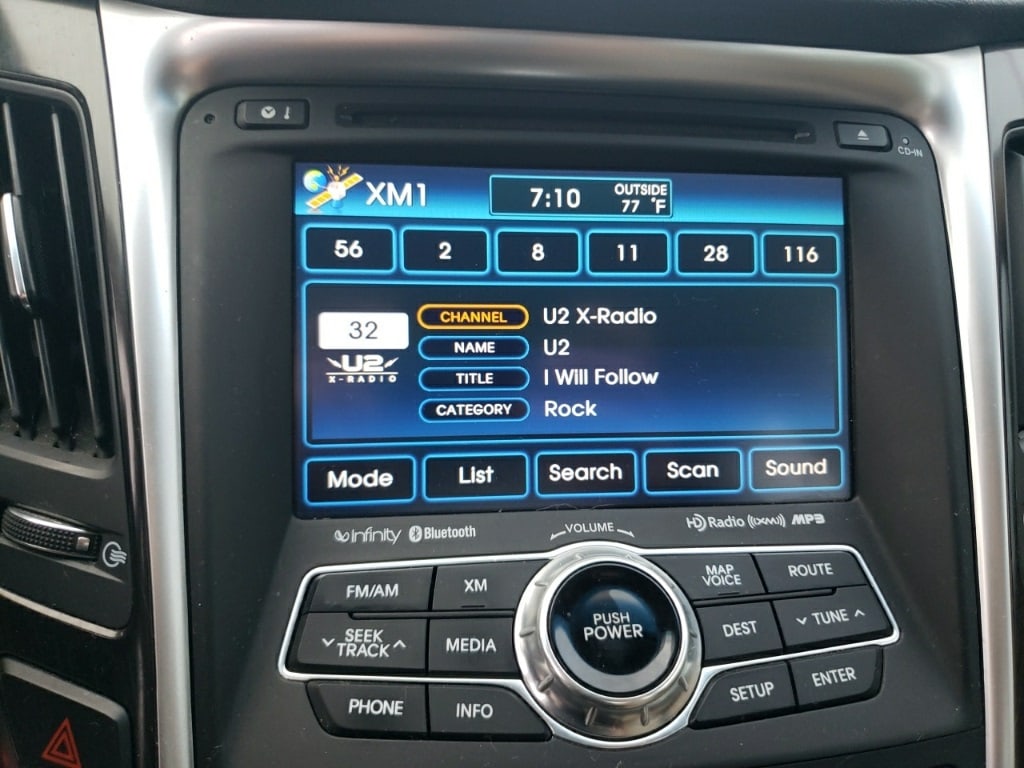 CD-IN
XM1 7:10 OUTSIDE 77 °F
56 2 8 11 28 116
32 CHANNEL U2 X-Radio
U2 X-RADIO
NAME U2
TITLE I Will Follow
CATEGORY Rock
Mode List Search Scan Sound
infinity Bluetooth VOLUME HD Radio ((XM)) MP3
FM/AM XM MAP VOICE ROUTE
SEEK TRACK MEDIA PUSH POWER DEST TUNE
PHONE INFO SETUP ENTER